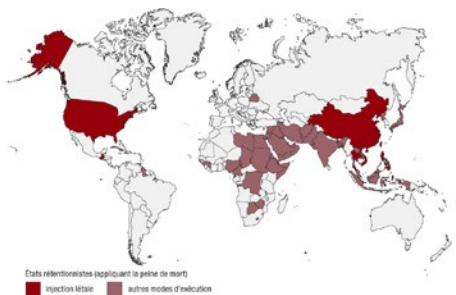 États rétentionnistes (appliquant la peine de mort)
injection létale autres modes d'exécution